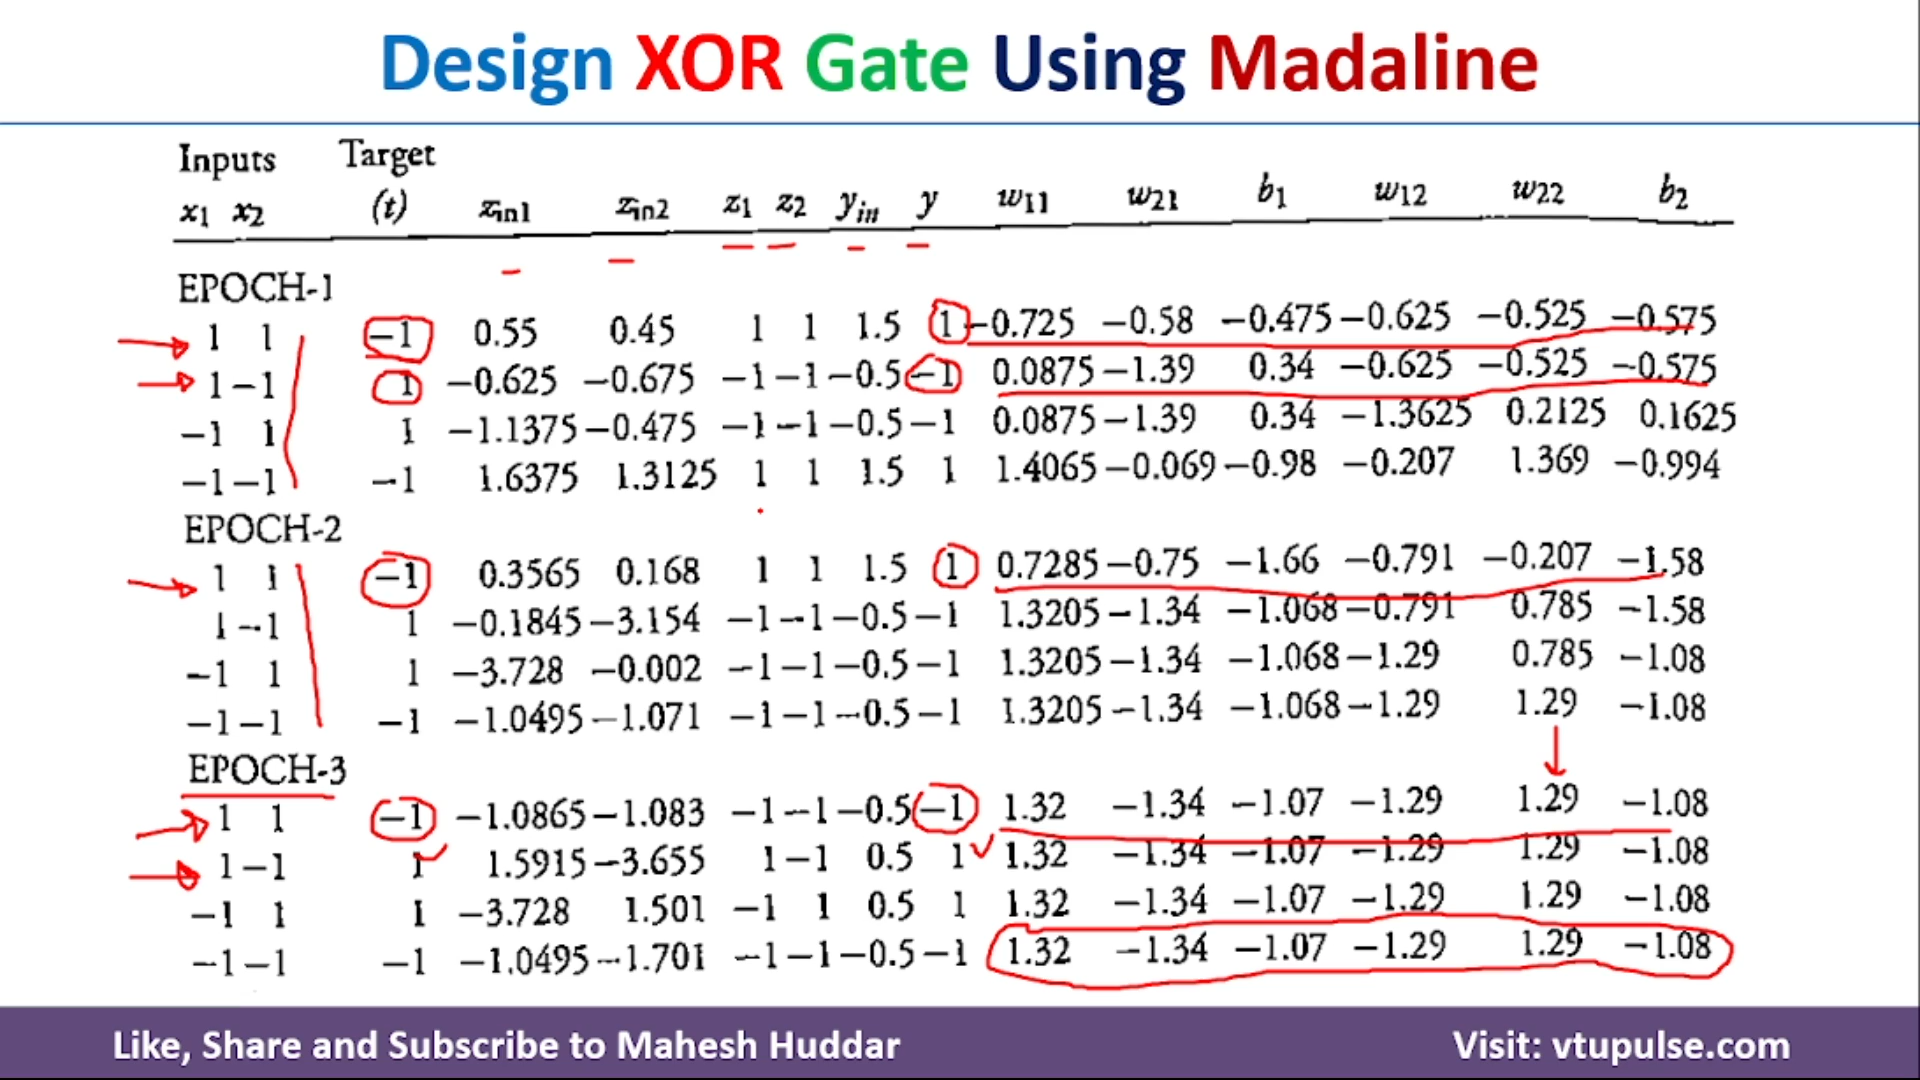 Design XOR Gate Using Madaline
Inputs Target
x1 x2 (t) zin1 zin2 z1 z2 yin y w11 w21 b1 w12 w22 b2
EPOCH-1
1 1 −1 0.55 0.45 1 1 1.5 1 −0.725 −0.58 −0.475 −0.625 −0.525 −0.575
1 −1 1 −0.625 −0.675 −1 −1 −0.5 −1 0.0875 −1.39 0.34 −0.625 −0.525 −0.575
−1 1 1 −1.1375 −0.475 −1 −1 −0.5 −1 0.0875 −1.39 0.34 −1.3625 0.2125 0.1625
−1 −1 −1 1.6375 1.3125 1 1 1.5 1 1.4065 −0.069 −0.98 −0.207 1.369 −0.994
EPOCH-2
1 1 −1 0.3565 0.168 1 1 1.5 1 0.7285 −0.75 −1.66 −0.791 −0.207 −1.58
1 −1 1 −0.1845 −3.154 −1 −1 −0.5 −1 1.3205 −1.34 −1.068 −0.791 0.785 −1.58
−1 1 1 −3.728 −0.002 −1 −1 −0.5 −1 1.3205 −1.34 −1.068 −1.29 0.785 −1.08
−1 −1 −1 −1.0495 −1.071 −1 −1 −0.5 −1 1.3205 −1.34 −1.068 −1.29 1.29 −1.08
EPOCH-3
1 1 −1 −1.0865 −1.083 −1 −1 −0.5 −1 1.32 −1.34 −1.07 −1.29 1.29 −1.08
1 −1 1 1.5915 −3.655 1 −1 0.5 1 1.32 −1.34 −1.07 −1.29 1.29 −1.08
−1 1 1 −3.728 1.501 −1 1 0.5 1 1.32 −1.34 −1.07 −1.29 1.29 −1.08
−1 −1 −1 −1.0495 −1.701 −1 −1 −0.5 −1 1.32 −1.34 −1.07 −1.29 1.29 −1.08
Like, Share and Subscribe to Mahesh Huddar Visit: vtupulse.com